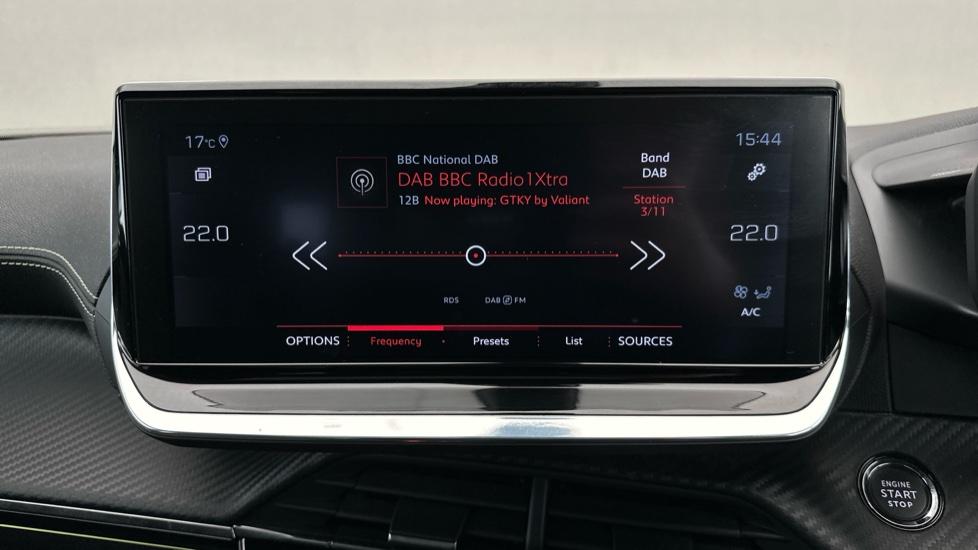 17°C
15:44
BBC National DAB
DAB BBC Radio1Xtra
12B Now playing: GTKY by Valiant
Band
DAB
Station
3/11
22.0
22.0
RDS
DAB FM
A/C
OPTIONS
Frequency
Presets
List
SOURCES
ENGINE
START
STOP